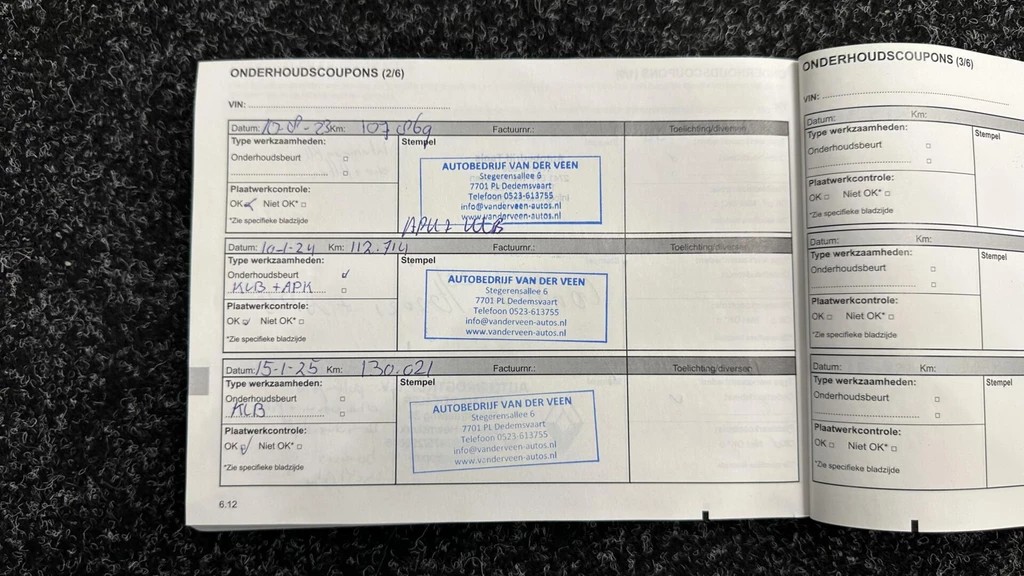 ONDERHOUDSCOUPONS (2/6)
VIN:
Datum: Km: 107 869 Factuurnr.: Toelichting/diversen
Type werkzaamheden: Stempel
Onderhoudsbeurt
AUTOBEDRIJF VAN DER VEEN
Stegerensallee 6
7701 PL Dedemsvaart
Telefoon 0523-613755
info@vanderveen-autos.nl
www.vanderveen-autos.nl
Plaatwerkcontrole:
OK Niet OK*
*Zie specifieke bladzijde
APK +
Datum: 10-1-24 Km: 112.714 Factuurnr.: Toelichting/diversen
Type werkzaamheden: Stempel
Onderhoudsbeurt
KLB + APK
AUTOBEDRIJF VAN DER VEEN
Stegerensallee 6
7701 PL Dedemsvaart
Telefoon 0523-613755
info@vanderveen-autos.nl
www.vanderveen-autos.nl
Plaatwerkcontrole:
OK Niet OK*
*Zie specifieke bladzijde
Datum: 15-1-25 Km: 130.021 Factuurnr.: Toelichting/diversen
Type werkzaamheden: Stempel
Onderhoudsbeurt
KLB
AUTOBEDRIJF VAN DER VEEN
Stegerensallee 6
7701 PL Dedemsvaart
Telefoon 0523-613755
info@vanderveen-autos.nl
www.vanderveen-autos.nl
Plaatwerkcontrole:
OK Niet OK*
*Zie specifieke bladzijde
6.12
ONDERHOUDSCOUPONS (3/6)
VIN:
Datum: Km:
Type werkzaamheden: Stempel
Onderhoudsbeurt
Plaatwerkcontrole:
OK Niet OK*
*Zie specifieke bladzijde
Datum: Km:
Type werkzaamheden: Stempel
Onderhoudsbeurt
Plaatwerkcontrole:
OK Niet OK*
*Zie specifieke bladzijde
Datum: Km:
Type werkzaamheden: Stempel
Onderhoudsbeurt
Plaatwerkcontrole:
OK Niet OK*
*Zie specifieke bladzijde